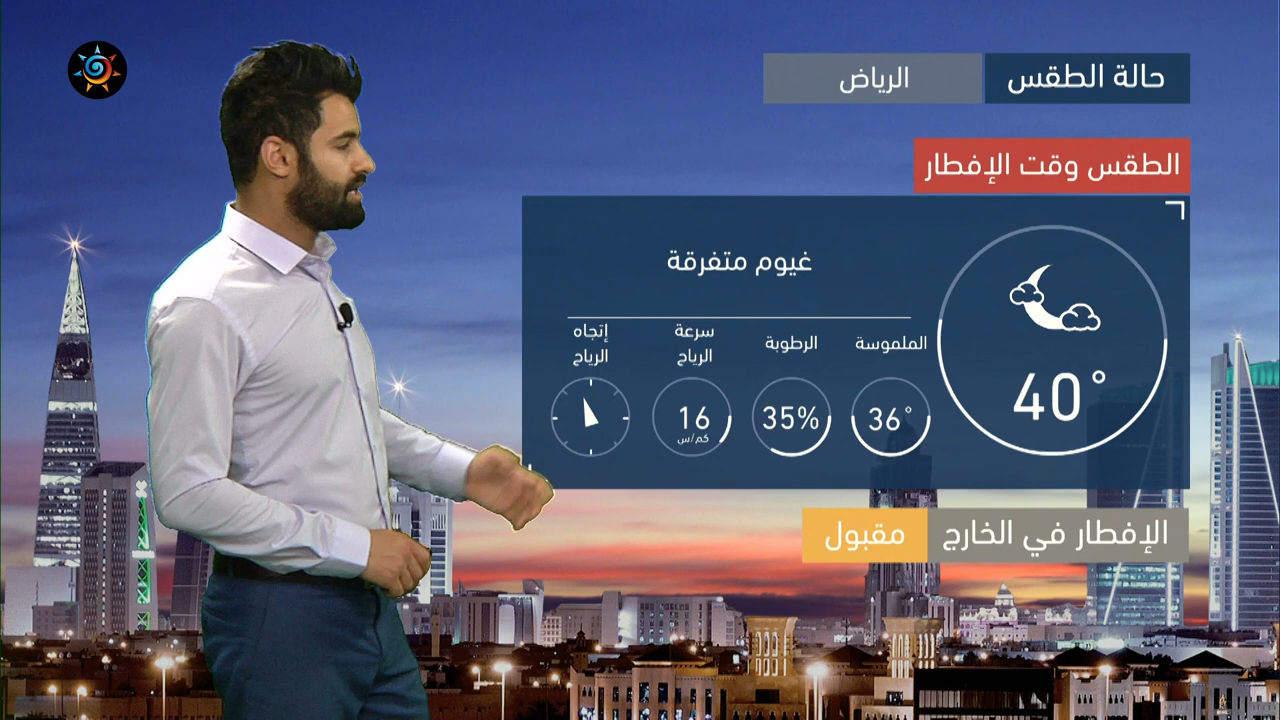 حالة الطقس
الرياض
الطقس وقت الإفطار
غيوم متفرقة
40°
الملموسة
الرطوبة
سرعة
الرياح
إتجاه
الرياح
36°
35%
16
كم/س
الإفطار في الخارج
مقبول